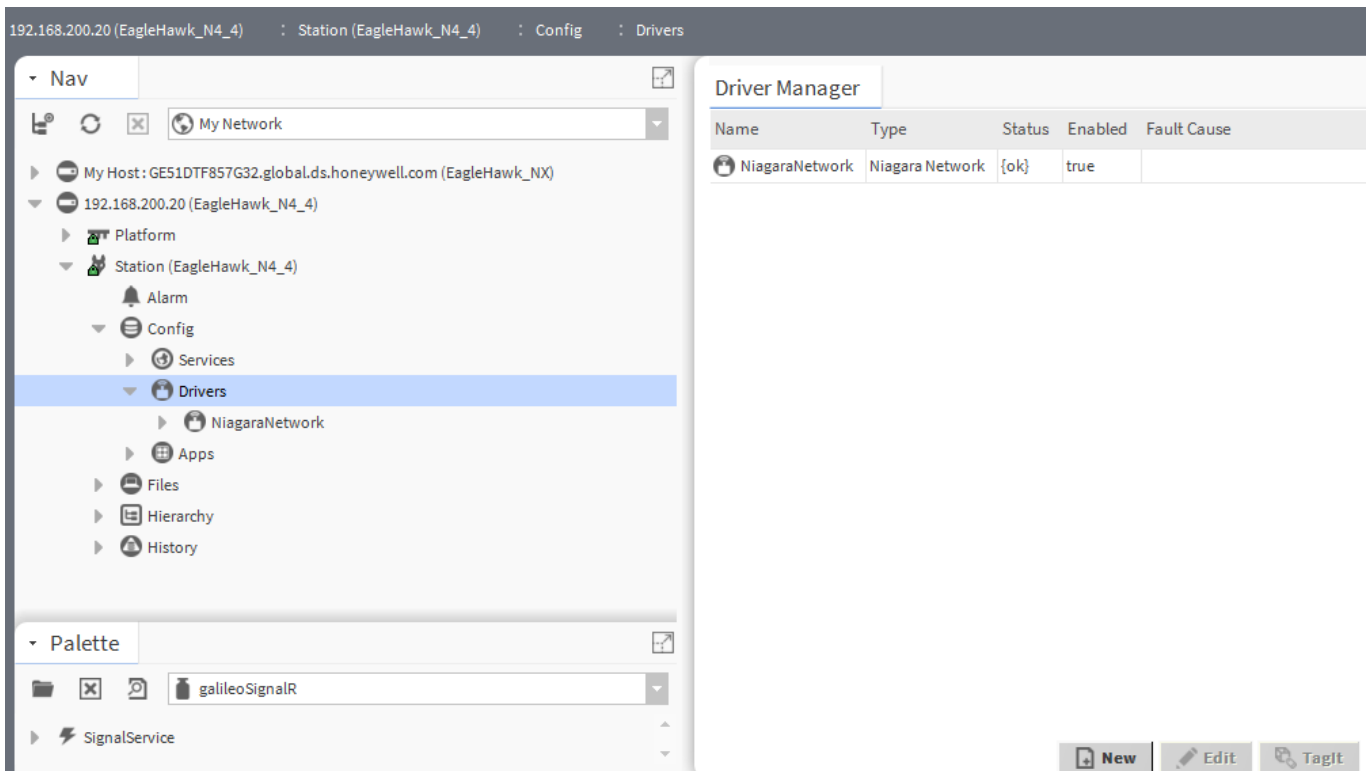 192.168.200.20 (EagleHawk_N4_4) : Station (EagleHawk_N4_4) : Config : Drivers
Nav
My Network
My Host : GE51DTF857G32.global.ds.honeywell.com (EagleHawk_NX)
192.168.200.20 (EagleHawk_N4_4)
Platform
Station (EagleHawk_N4_4)
Alarm
Config
Services
Drivers
NiagaraNetwork
Apps
Files
Hierarchy
History
Palette
galileoSignalR
SignalService
Driver Manager
Name Type Status Enabled Fault Cause
NiagaraNetwork Niagara Network {ok} true
New Edit TagIt